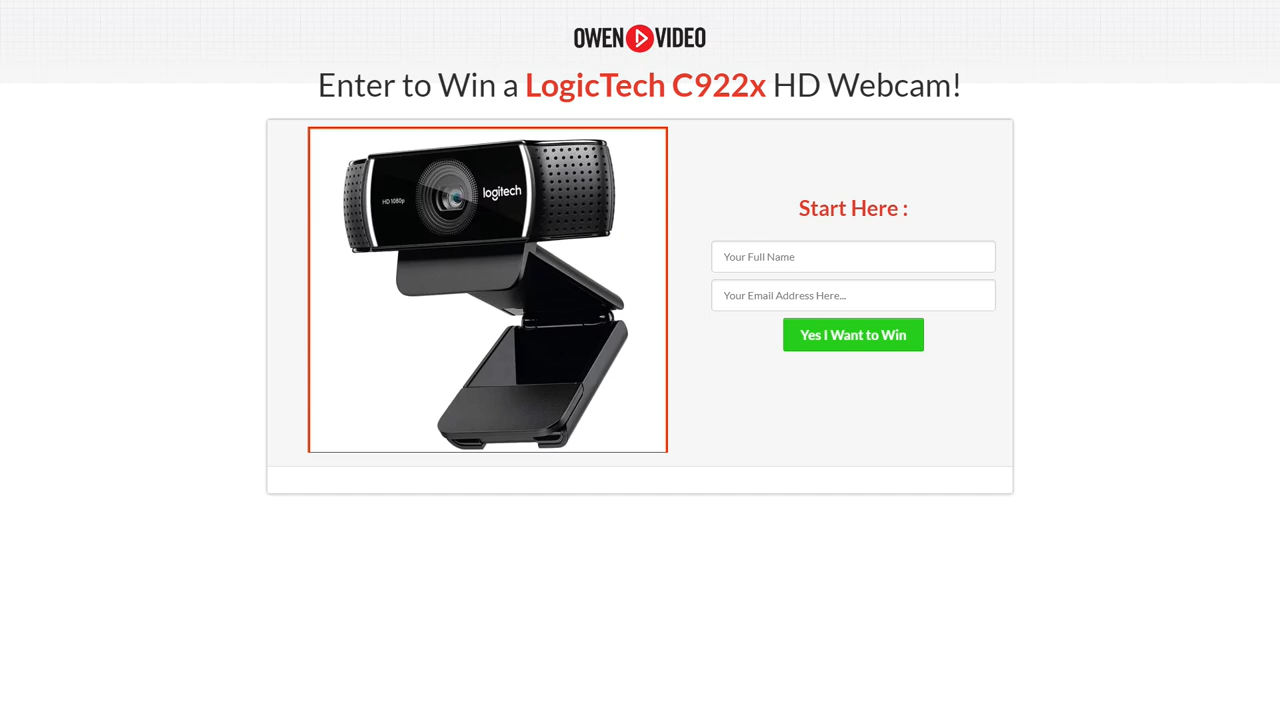 OWEN VIDEO
Enter to Win a LogicTech C922x HD Webcam!
HD 1080p
logitech
Start Here :
Your Full Name
Your Email Address Here...
Yes I Want to Win